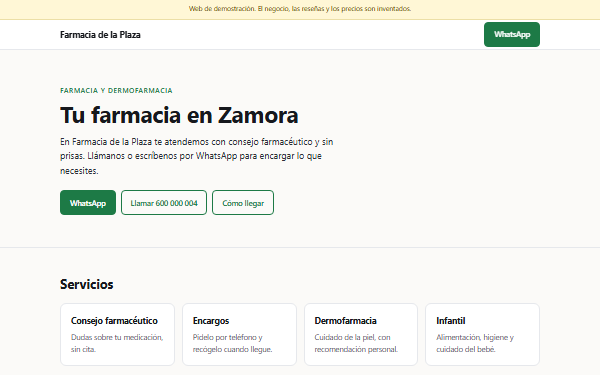 Web de demostración. El negocio, las reseñas y los precios son inventados.
Farmacia de la Plaza
WhatsApp
FARMACIA Y DERMOFARMACIA
Tu farmacia en Zamora
En Farmacia de la Plaza te atendemos con consejo farmacéutico y sin
prisas. Llámanos o escríbenos por WhatsApp para encargar lo que
necesites.
WhatsApp
Llamar 600 000 004
Cómo llegar
Servicios
Consejo farmacéutico
Dudas sobre tu medicación,
sin cita.
Encargos
Pídelo por teléfono y
recógelo cuando llegue.
Dermofarmacia
Cuidado de la piel, con
recomendación personal.
Infantil
Alimentación, higiene y
cuidado del bebé.